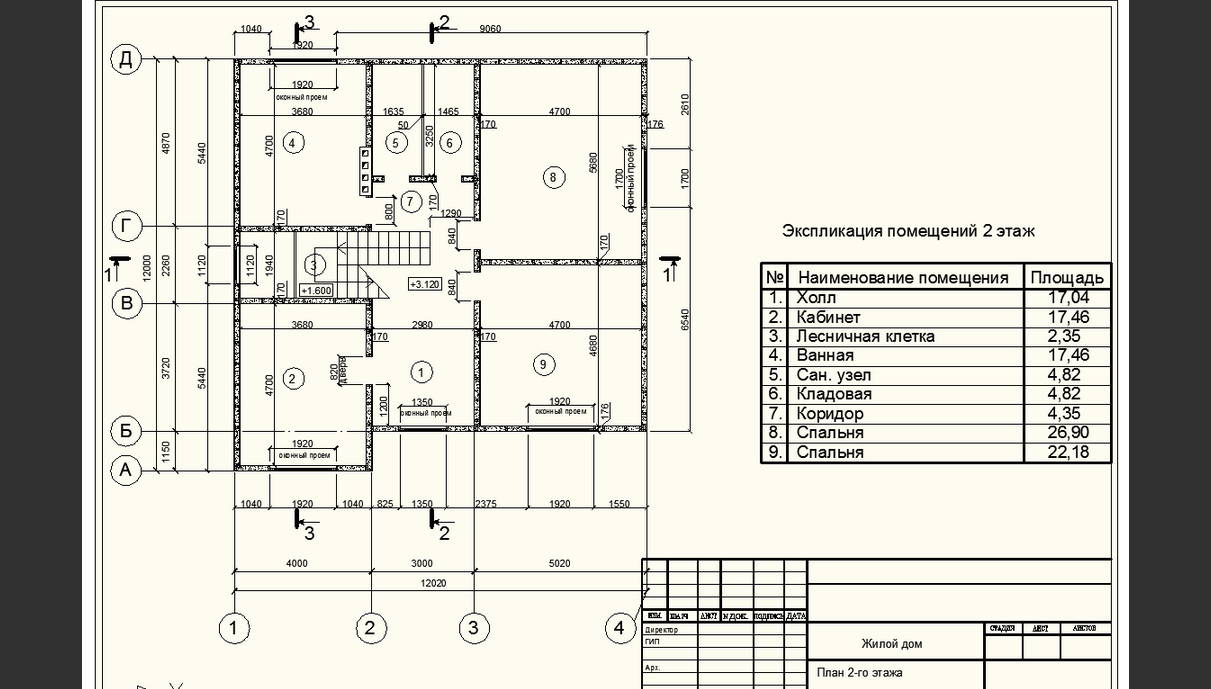 3
2
1040
1920
9060
Д
1920
оконный проем
3680
1635
1465
4700
50
170
176
2610
4870
5440
4700
4
5
3250
6
8
5680
1700
оконный проем
1700
7
800
170
1290
170
840
170
Г
1
12000
2260
1120
1120
1940
3
+1.600
+3.120
840
1
170
В
3680
2980
4700
170
170
4680
6540
3720
5440
2
820
дверь
4700
1
9
1200
1350
оконный проем
1920
оконный проем
176
Б
1920
оконный проем
1150
А
1040
1920
1040
825
1350
2375
1920
1550
3
2
4000
3000
5020
12020
1
2
3
4
Экспликация помещений 2 этаж
№ Наименование помещения Площадь
1. Холл 17,04
2. Кабинет 17,46
3. Лесничная клетка 2,35
4. Ванная 17,46
5. Сан. узел 4,82
6. Кладовая 4,82
7. Коридор 4,35
8. Спальня 26,90
9. Спальня 22,18
ИЗМ. ЛИСТ N ДОК. ПОДПИСЬ ДАТА
Директор
ГИП
Арх.
Жилой дом
СТАДИЯ ЛИСТ ЛИСТОВ
План 2-го этажа